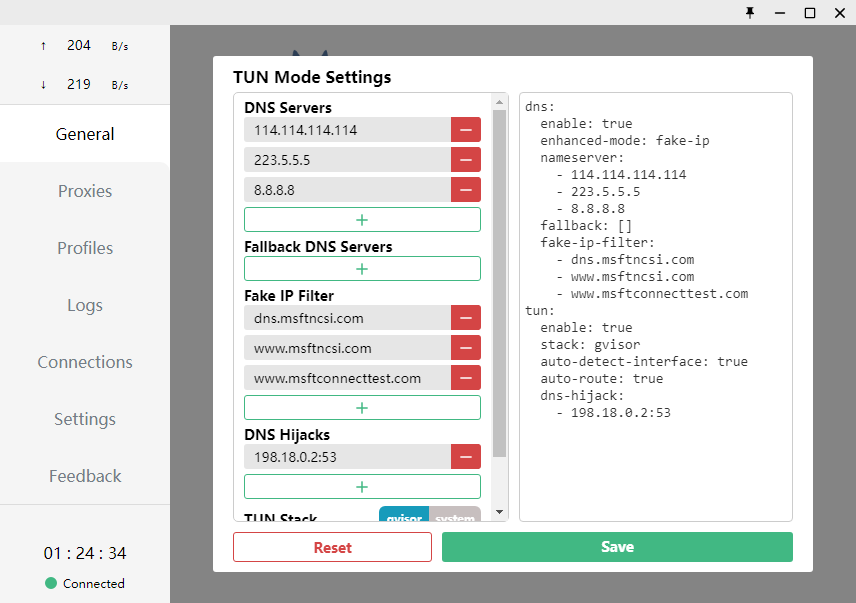 ↑ 204 B/s
↓ 219 B/s
General
Proxies
Profiles
Logs
Connections
Settings
Feedback
01 : 24 : 34
Connected
TUN Mode Settings
DNS Servers
114.114.114.114
223.5.5.5
8.8.8.8
+
Fallback DNS Servers
+
Fake IP Filter
dns.msftncsi.com
www.msftncsi.com
www.msftconnecttest.com
+
DNS Hijacks
198.18.0.2:53
+
TUN Stack gvisor system
dns:
  enable: true
  enhanced-mode: fake-ip
  nameserver:
    - 114.114.114.114
    - 223.5.5.5
    - 8.8.8.8
  fallback: []
  fake-ip-filter:
    - dns.msftncsi.com
    - www.msftncsi.com
    - www.msftconnecttest.com
tun:
  enable: true
  stack: gvisor
  auto-detect-interface: true
  auto-route: true
  dns-hijack:
    - 198.18.0.2:53
Reset
Save